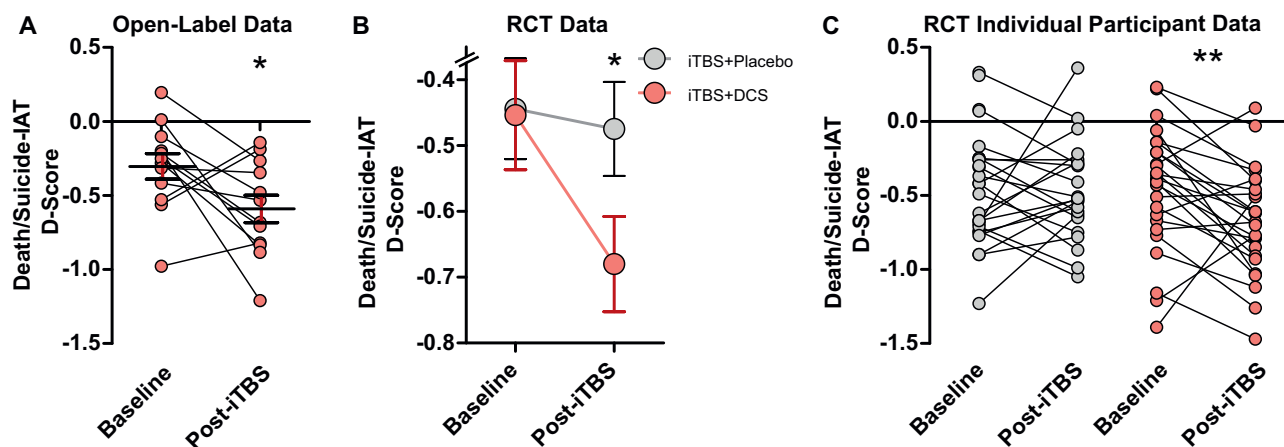 A
Open-Label Data
Death/Suicide-IAT
D-Score
0.5
0.0
-0.5
-1.0
-1.5
*
Baseline
Post-iTBS
B
RCT Data
Death/Suicide-IAT
D-Score
-0.4
-0.5
-0.6
-0.7
-0.8
*
Baseline
Post-iTBS
iTBS+Placebo
iTBS+DCS
C
RCT Individual Participant Data
Death/Suicide-IAT
D-Score
0.5
0.0
-0.5
-1.0
-1.5
**
Baseline
Post-iTBS
Baseline
Post-iTBS